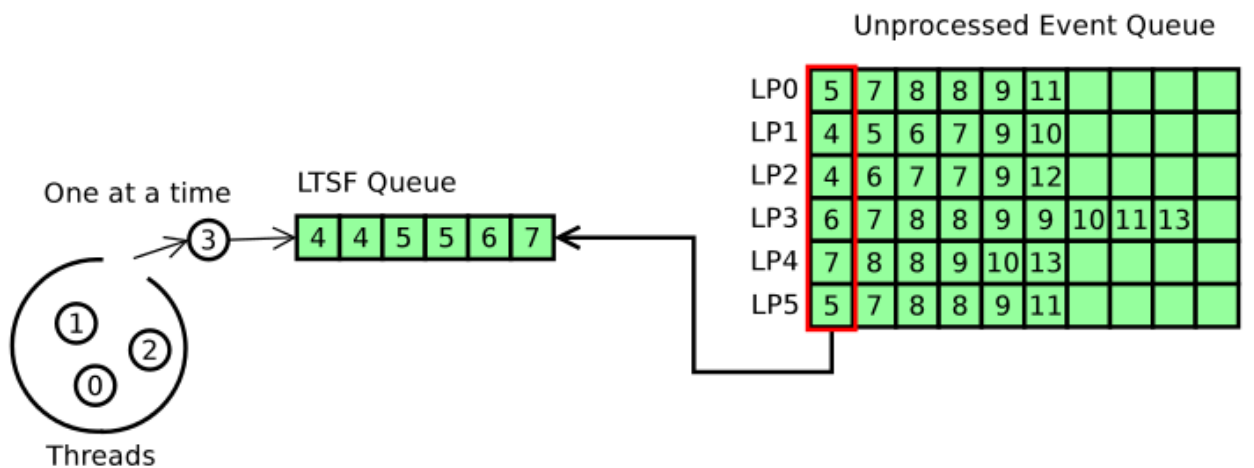 Unprocessed Event Queue
LP0 5 7 8 8 9 11
LP1 4 5 6 7 9 10
LP2 4 6 7 7 9 12
LP3 6 7 8 8 9 9 10 11 13
LP4 7 8 8 9 10 13
LP5 5 7 8 8 9 11
One at a time
LTSF Queue
3
4 4 5 5 6 7
1
2
0
Threads